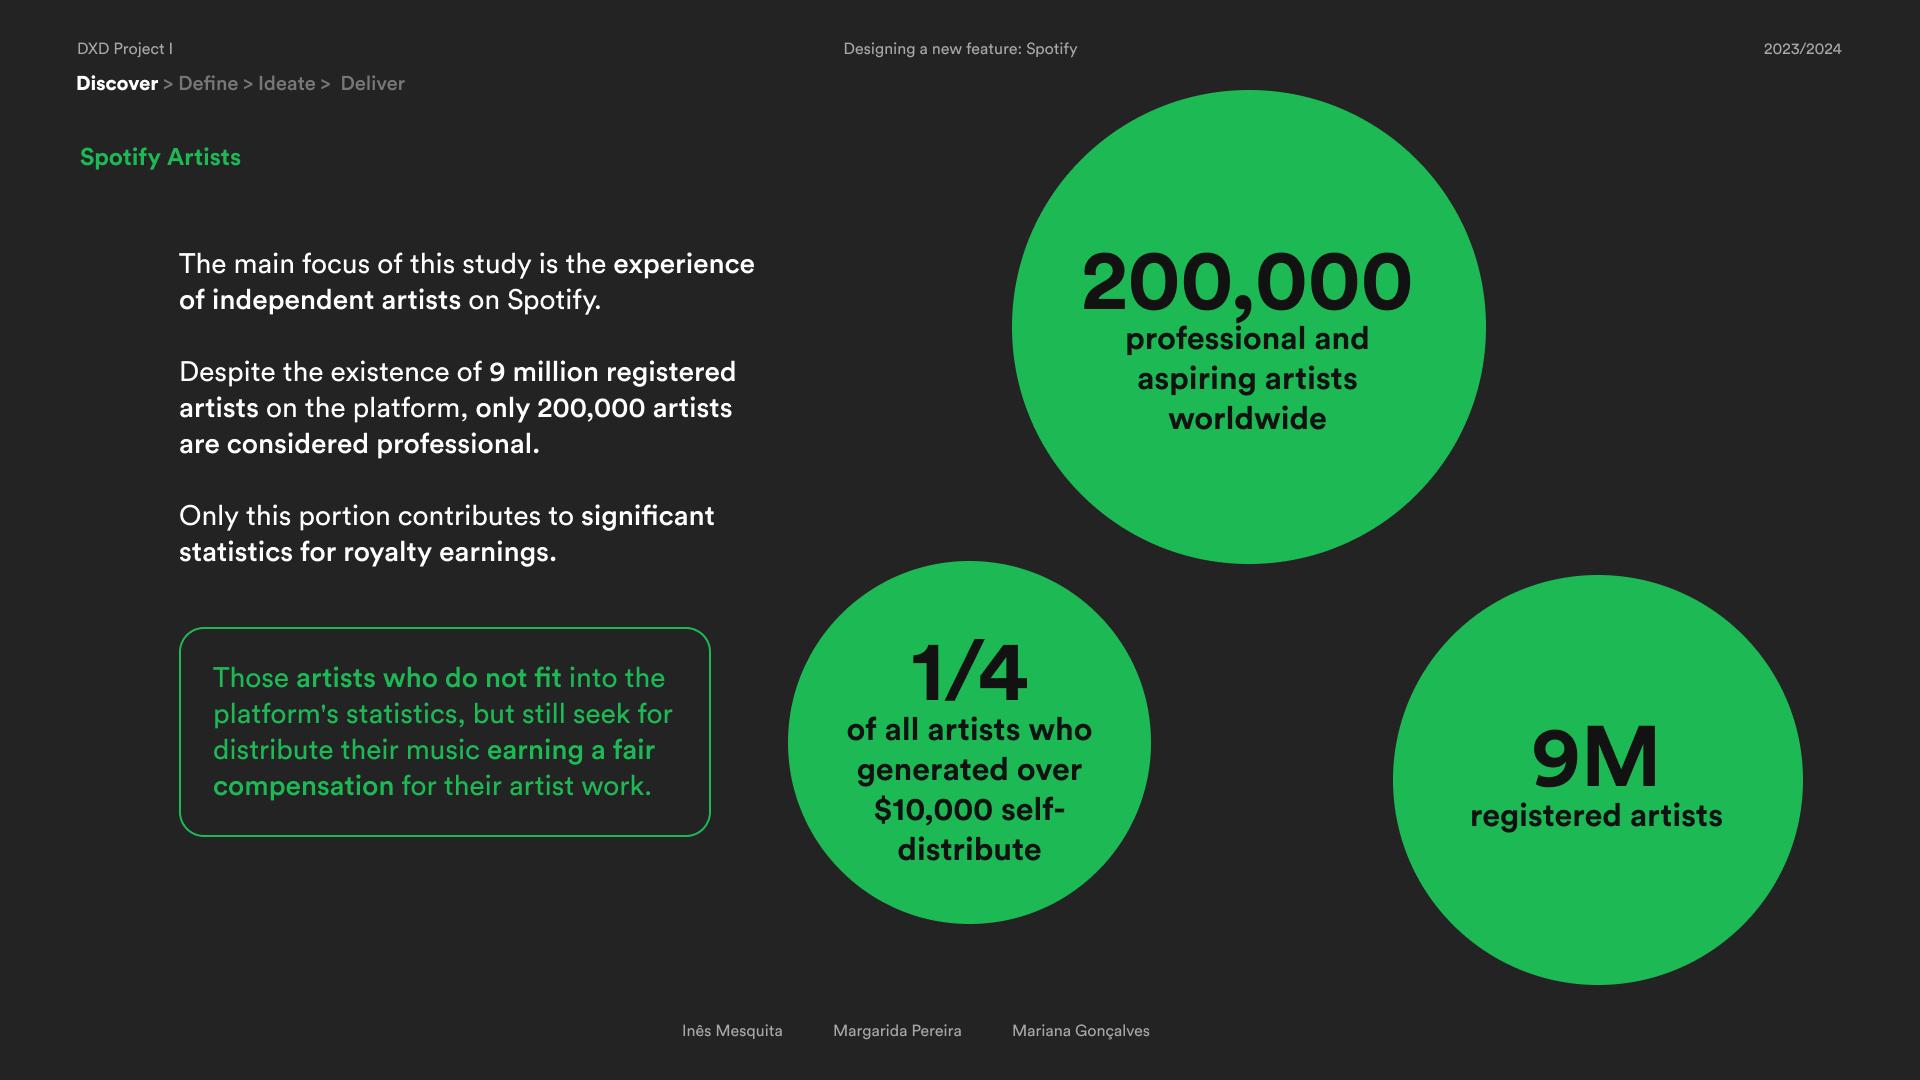 DXD Project I
Designing a new feature: Spotify
2023/2024
Discover > Define > Ideate > Deliver
Spotify Artists
The main focus of this study is the experience
of independent artists on Spotify.
Despite the existence of 9 million registered
artists on the platform, only 200,000 artists
are considered professional.
Only this portion contributes to significant
statistics for royalty earnings.
Those artists who do not fit into the
platform's statistics, but still seek for
distribute their music earning a fair
compensation for their artist work.
200,000
professional and
aspiring artists
worldwide
1/4
of all artists who
generated over
$10,000 self-
distribute
9M
registered artists
Inês Mesquita
Margarida Pereira
Mariana Gonçalves